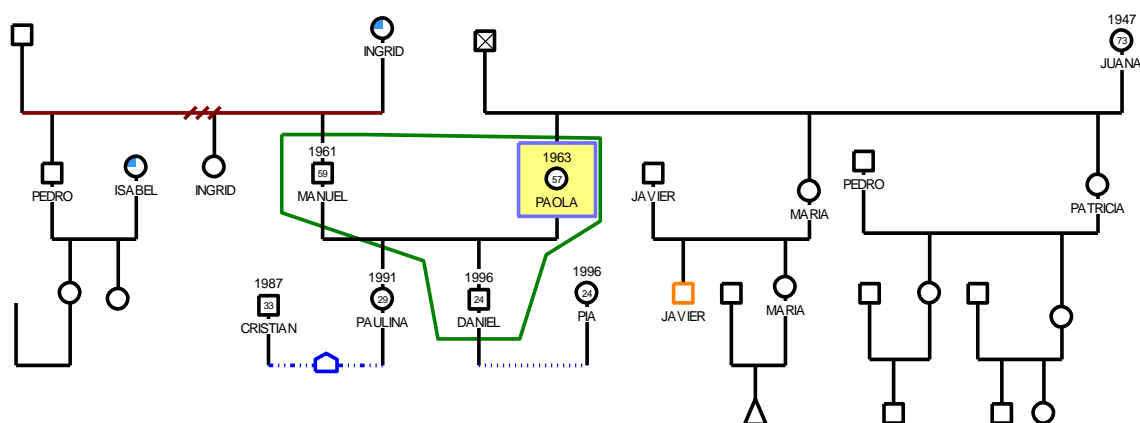 INGRID
1947
73
JUANA
1961
59
MANUEL
1963
57
PAOLA
PEDRO
ISABEL
INGRID
JAVIER
MARIA
PEDRO
PATRICIA
1987
33
CRISTIAN
1991
29
PAULINA
1996
24
DANIEL
1996
24
PIA
JAVIER
MARIA